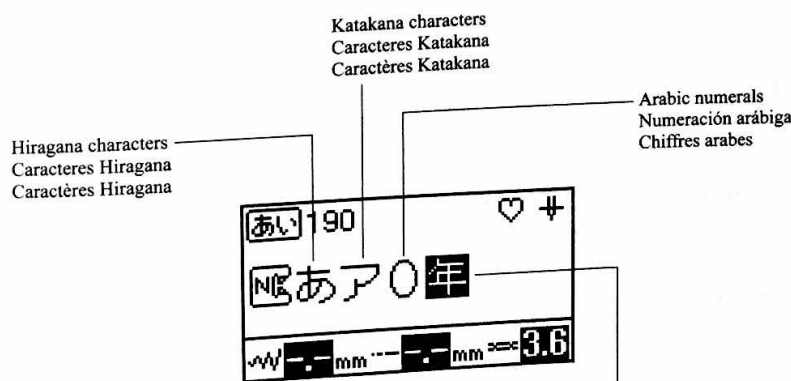 Katakana characters
Caracteres Katakana
Caractères Katakana
Arabic numerals
Numeración arábiga
Chiffres arabes
Hiragana characters
Caracteres Hiragana
Caractères Hiragana
あい 190
あ ア 0 年
-.- mm -.- mm 3.6